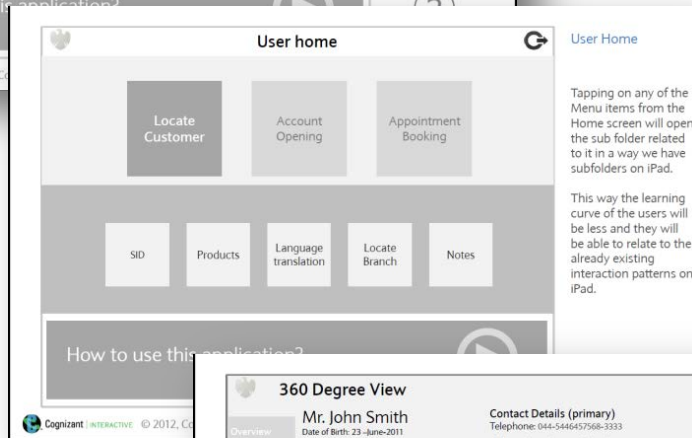 is application?
User home
User Home
Locate
Customer
Account
Opening
Appointment
Booking
Tapping on any of the
Menu items from the
Home screen will open
the sub folder related
to it in a way we have
subfolders on iPad.
This way the learning
curve of the users will
be less and they will
be able to relate to the
already existing
interaction patterns on
iPad.
SID
Products
Language
translation
Locate
Branch
Notes
How to use this application?
Cognizant | INTERACTIVE © 2012, Co
360 Degree View
Overview
Mr. John Smith
Date of Birth: 23 -June-2011
Contact Details (primary)
Telephone: 044-5446457568-3333